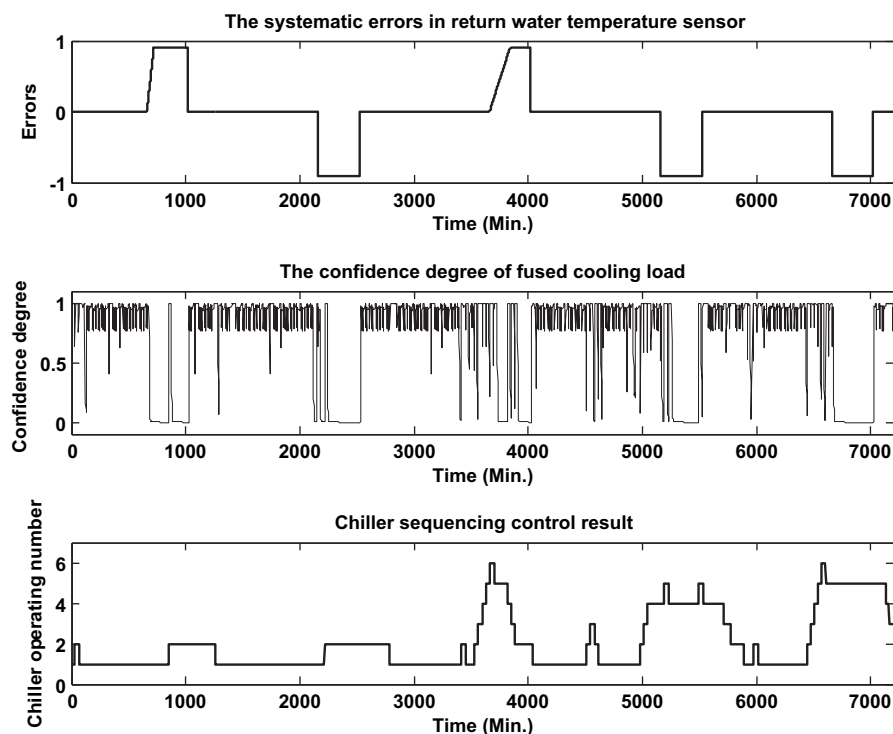 The systematic errors in return water temperature sensor
1
0
-1
Errors
0 1000 2000 3000 4000 5000 6000 7000
Time (Min.)
The confidence degree of fused cooling load
1
0.5
0
Confidence degree
0 1000 2000 3000 4000 5000 6000 7000
Time (Min.)
Chiller sequencing control result
6
4
2
0
Chiller operating number
0 1000 2000 3000 4000 5000 6000 7000
Time (Min.)